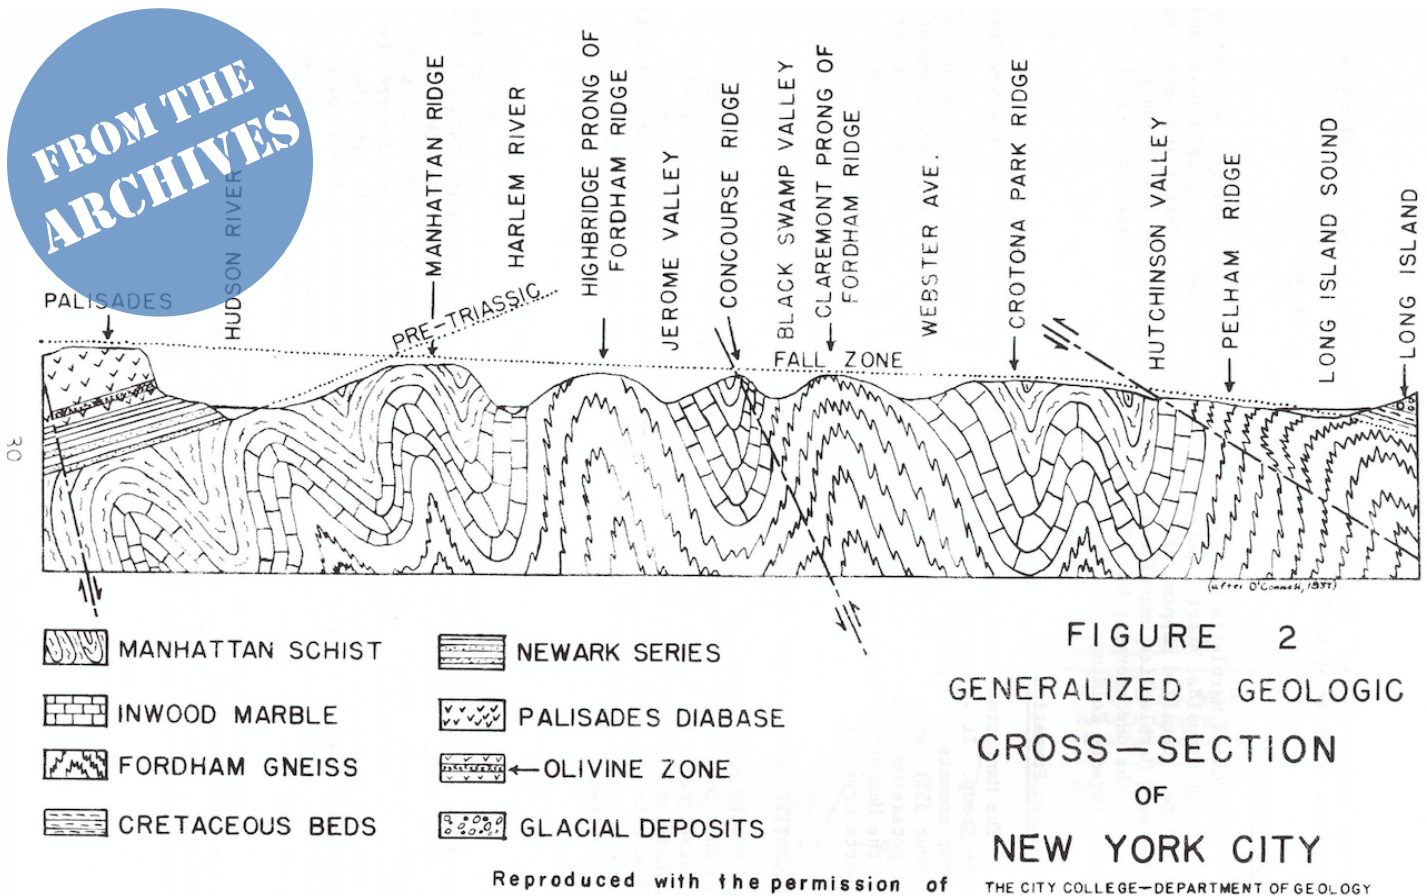 FROM THE
ARCHIVES
PALISADES
HUDSON RIVER
PRE-TRIASSIC
MANHATTAN RIDGE
HARLEM RIVER
HIGHBRIDGE PRONG OF
FORDHAM RIDGE
JEROME VALLEY
CONCOURSE RIDGE
BLACK SWAMP VALLEY
CLAREMONT PRONG OF
FORDHAM RIDGE
FALL ZONE
WEBSTER AVE.
CROTONA PARK RIDGE
HUTCHINSON VALLEY
PELHAM RIDGE
LONG ISLAND SOUND
LONG ISLAND
30
MANHATTAN SCHIST
INWOOD MARBLE
FORDHAM GNEISS
CRETACEOUS BEDS
NEWARK SERIES
PALISADES DIABASE
OLIVINE ZONE
GLACIAL DEPOSITS
FIGURE 2
GENERALIZED GEOLOGIC
CROSS—SECTION
OF
NEW YORK CITY
Reproduced with the permission of
THE CITY COLLEGE—DEPARTMENT OF GEOLOGY